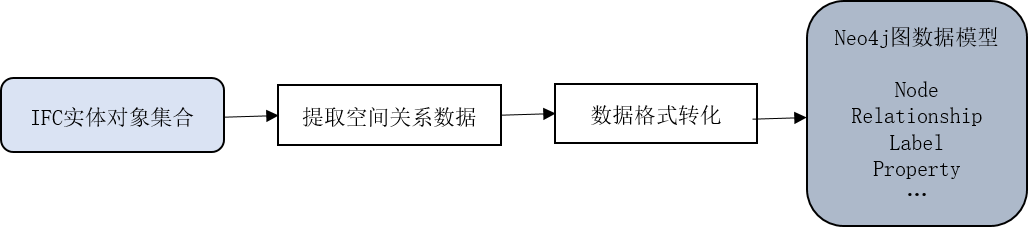 IFC实体对象集合
提取空间关系数据
数据格式转化
Neo4j图数据模型
Node
Relationship
Label
Property
…